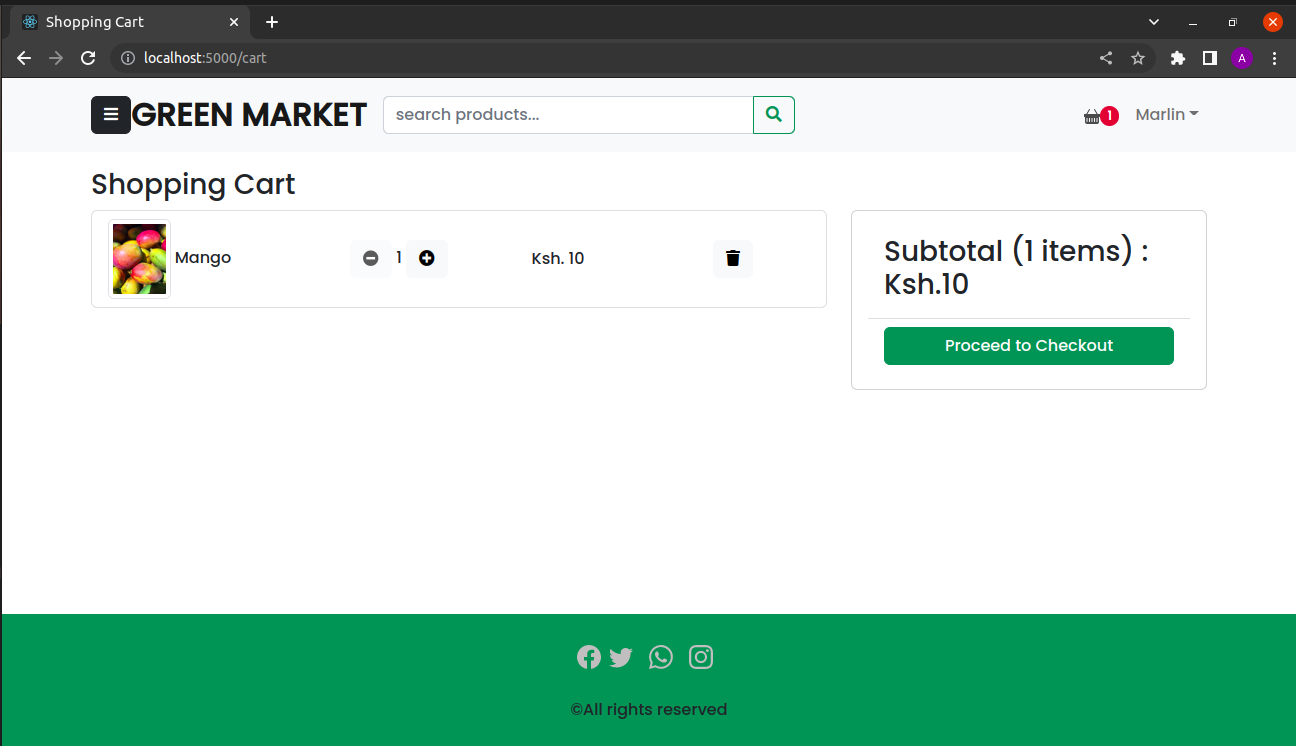 Shopping Cart
localhost:5000/cart
A
GREEN MARKET
search products...
1
Marlin
Shopping Cart
Mango
1
Ksh. 10
Subtotal (1 items) :
Ksh.10
Proceed to Checkout
©All rights reserved